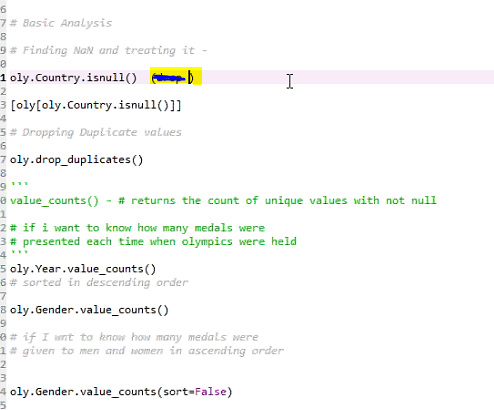 6
7 # Basic Analysis
8
9 # Finding NaN and treating it -
0
1 oly.Country.isnull()
2
3 [oly[oly.Country.isnull()]]
4
5 # Dropping Duplicate values
6
7 oly.drop_duplicates()
8
9 '''
0 value_counts() - # returns the count of unique values with not null
1
2 # if i want to know how many medals were
3 # presented each time when olympics were held
4 '''
5 oly.Year.value_counts()
6 # sorted in descending order
7
8 oly.Gender.value_counts()
9
0 # if I wnt to know how many medals were
1 # given to men and women in ascending order
2
3
4 oly.Gender.value_counts(sort=False)
5